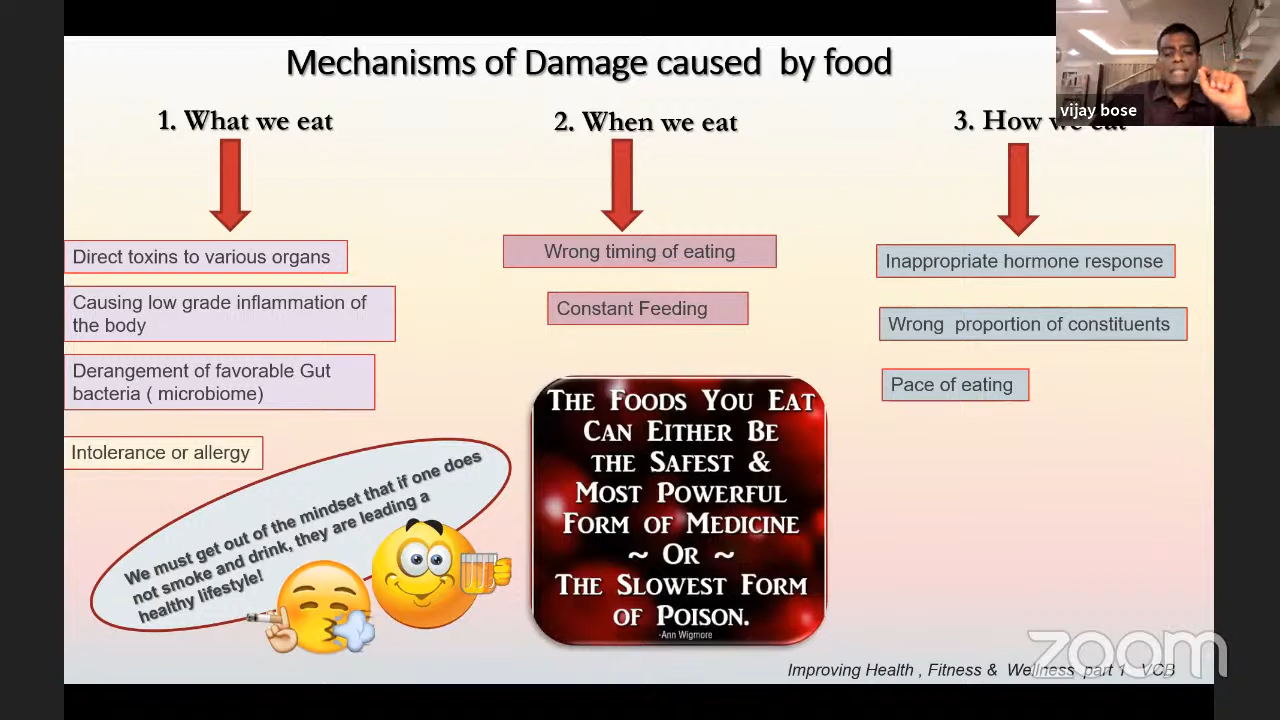 Mechanisms of Damage caused by food
vijay bose
1. What we eat
2. When we eat
3. How we eat
Direct toxins to various organs
Causing low grade inflammation of
the body
Derangement of favorable Gut
bacteria ( microbiome)
Intolerance or allergy
We must get out of the mindset that if one does
not smoke and drink, they are leading a
healthy lifestyle!
Wrong timing of eating
Constant Feeding
THE FOODS YOU EAT
CAN EITHER BE
THE SAFEST &
MOST POWERFUL
FORM OF MEDICINE
~ OR ~
THE SLOWEST FORM
OF POISON.
-Ann Wigmore
Inappropriate hormone response
Wrong proportion of constituents
Pace of eating
Improving Health , Fitness & Wellness part 1 VCB
zoom